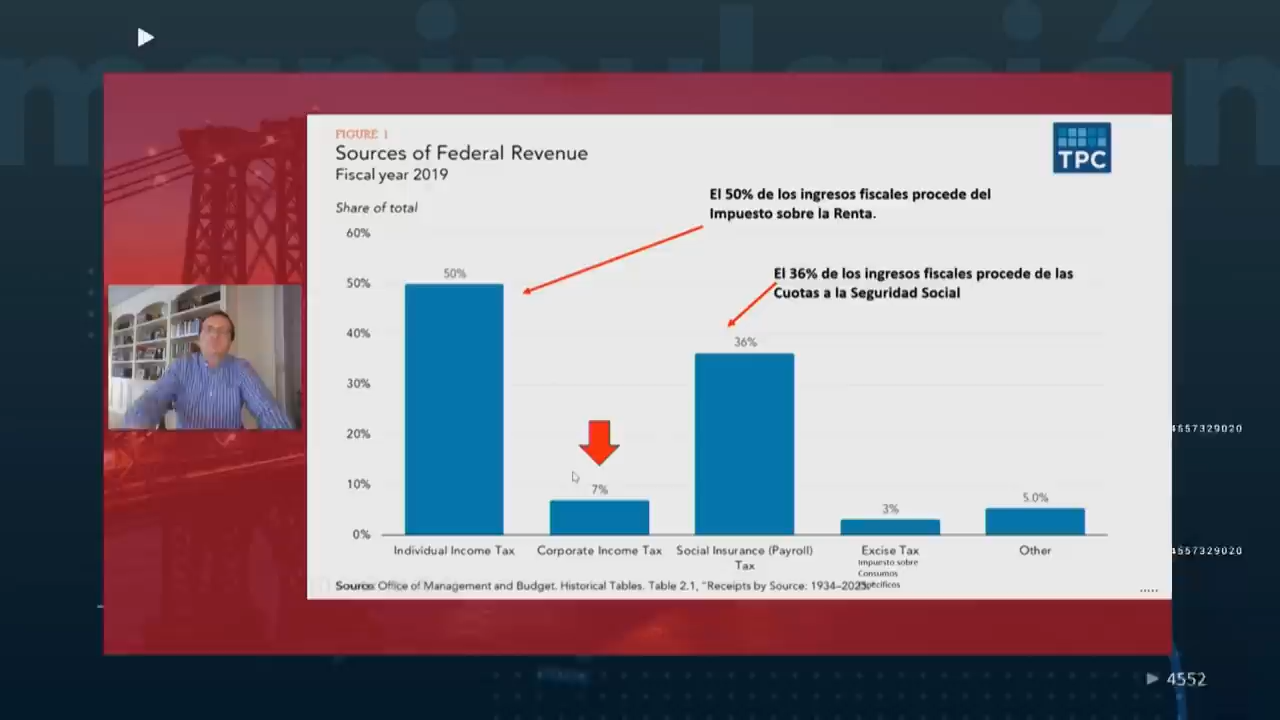 manipulación
FIGURE 1
Sources of Federal Revenue
Fiscal year 2019
TPC
Share of total
El 50% de los ingresos fiscales procede del
Impuesto sobre la Renta.
El 36% de los ingresos fiscales procede de las
Cuotas a la Seguridad Social
60%
50%
40%
30%
20%
10%
0%
50%
7%
36%
3%
5.0%
Individual Income Tax
Corporate Income Tax
Social Insurance (Payroll)
Tax
Excise Tax
Impuesto sobre
Consumos
Específicos
Other
Source: Office of Management and Budget. Historical Tables. Table 2.1, "Receipts by Source: 1934–2025."
.....
4557329020
4557329020
4552